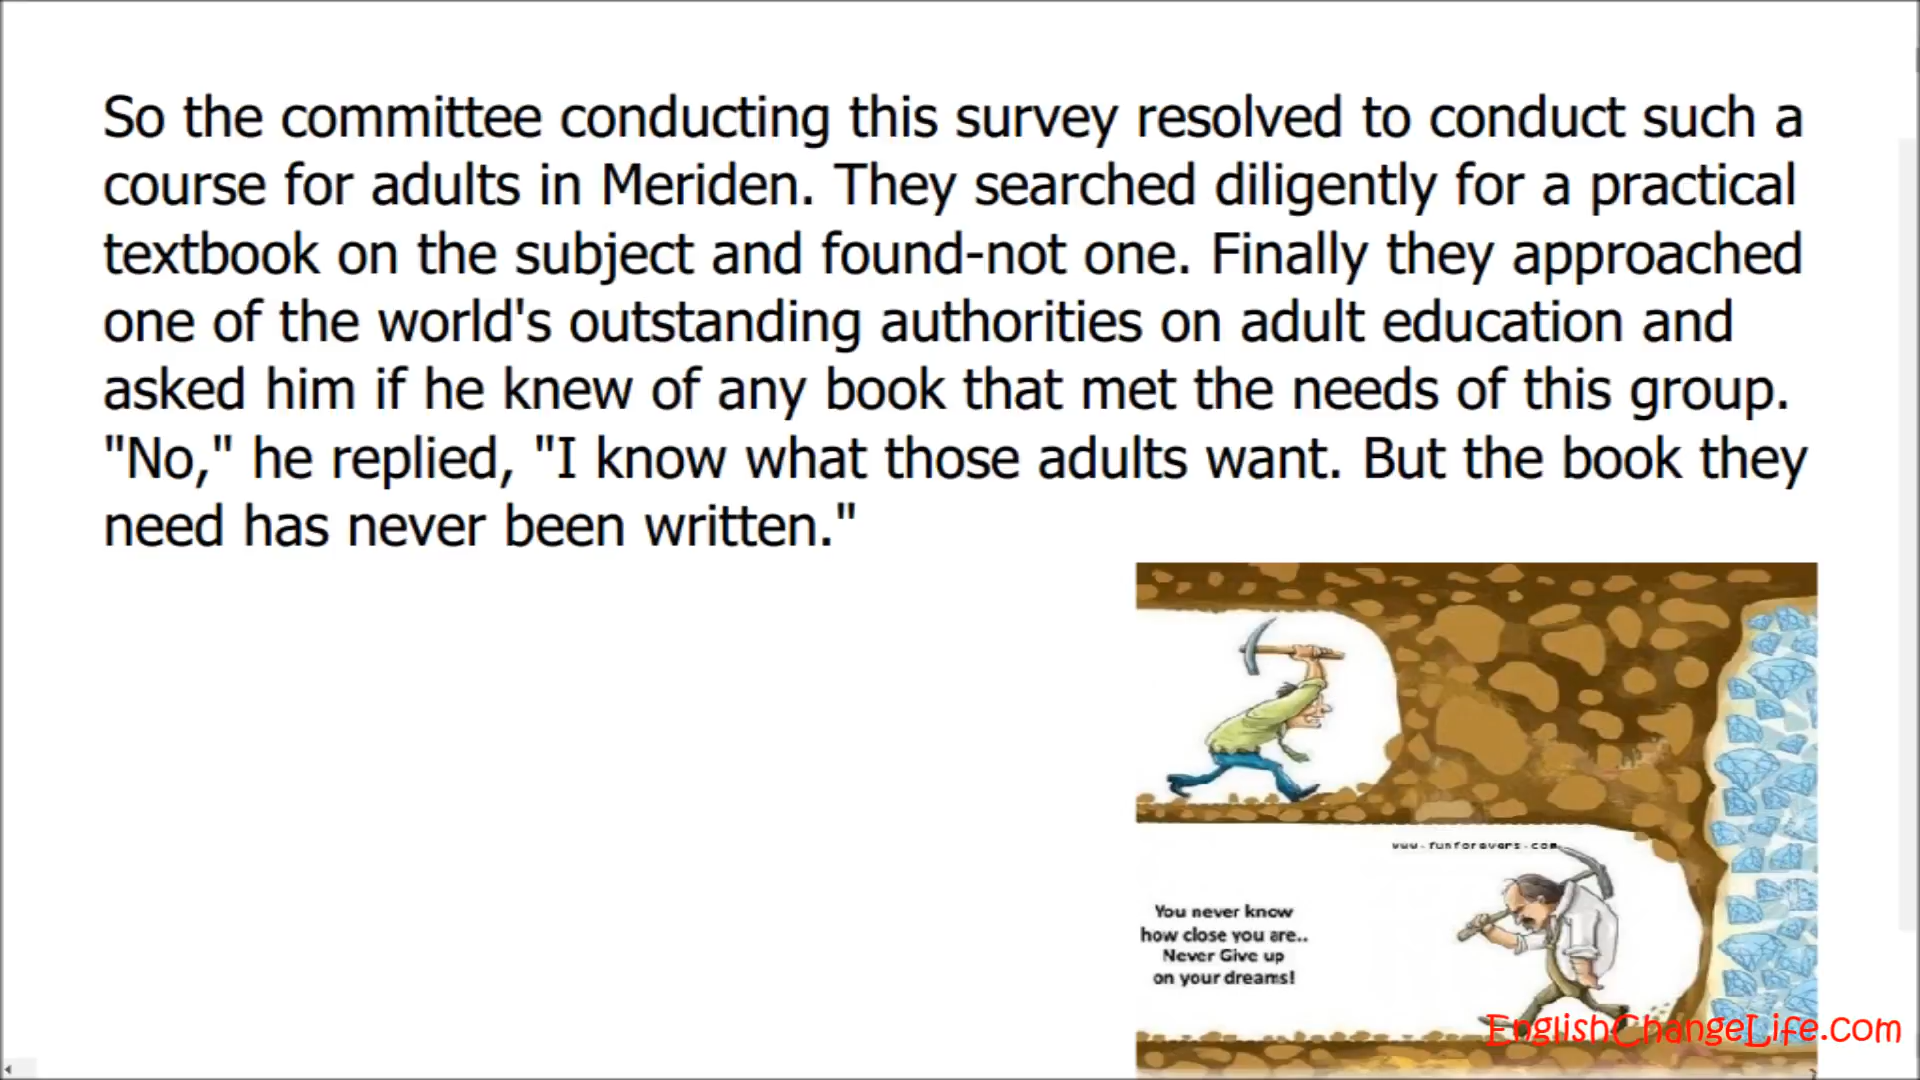 So the committee conducting this survey resolved to conduct such a
course for adults in Meriden. They searched diligently for a practical
textbook on the subject and found-not one. Finally they approached
one of the world's outstanding authorities on adult education and
asked him if he knew of any book that met the needs of this group.
"No," he replied, "I know what those adults want. But the book they
need has never been written."
www.funforevers.com
You never know
how close you are..
Never Give up
on your dreams!
EnglishChangeLife.com